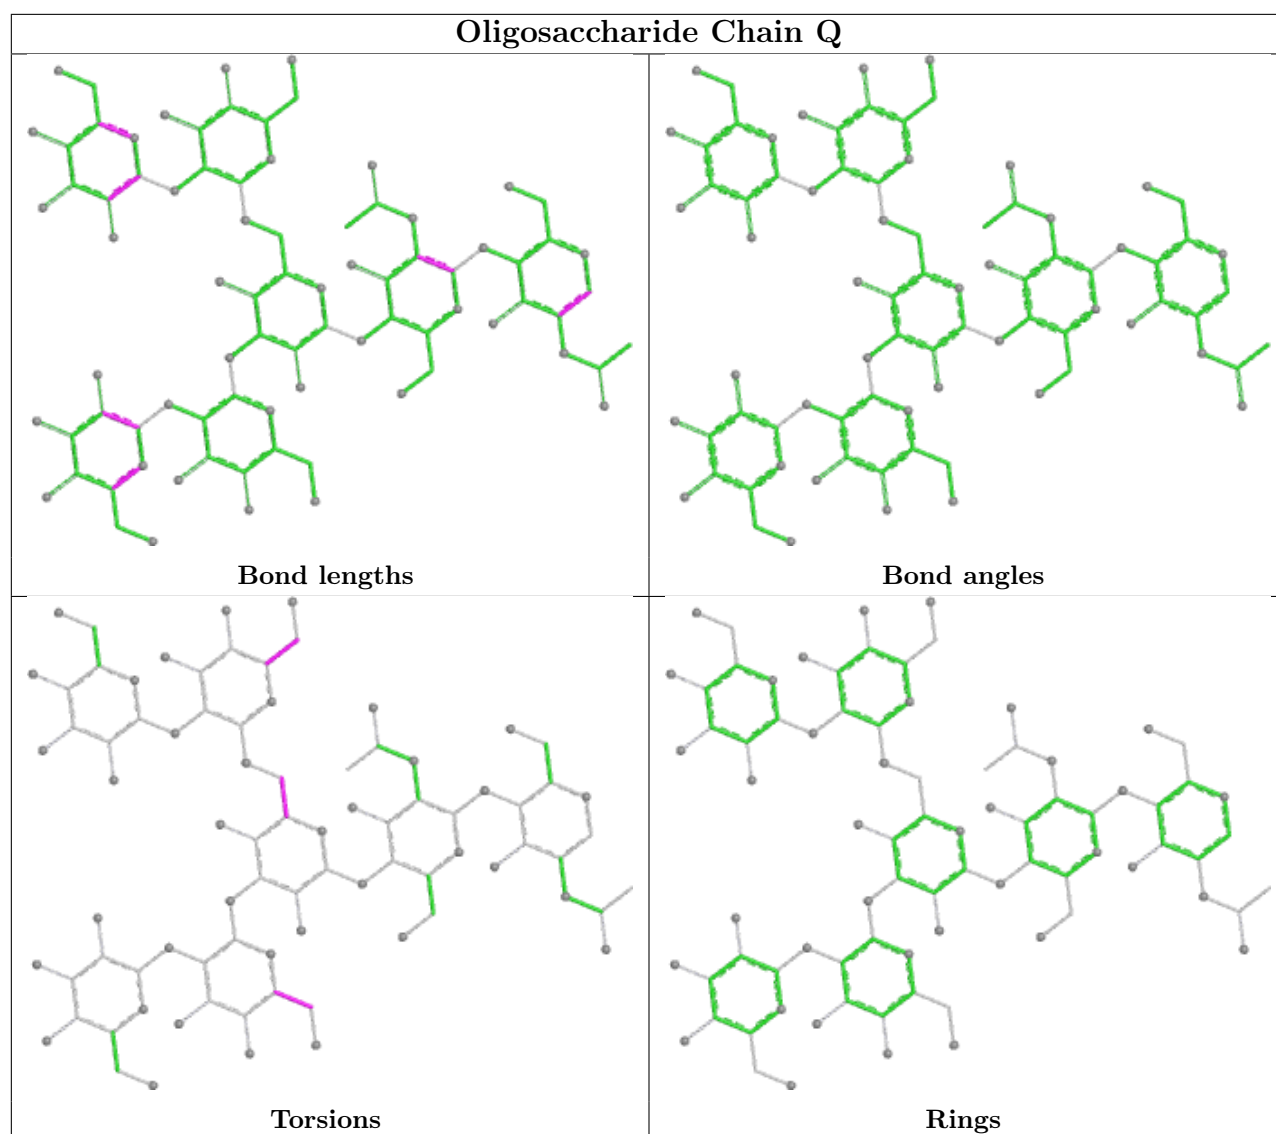 Oligosaccharide Chain Q
Bond lengths
Bond angles
Torsions
Rings